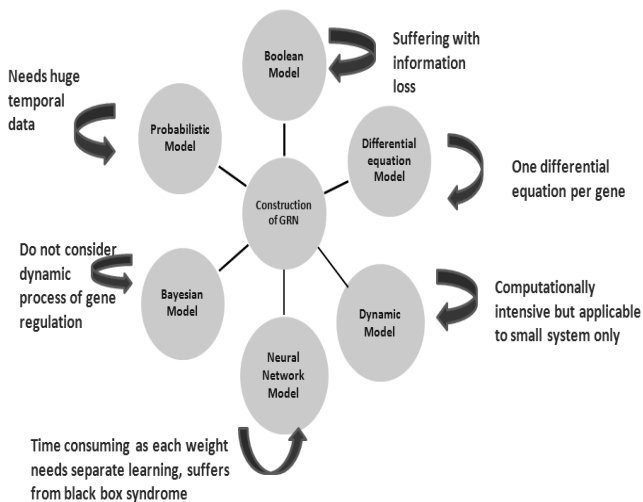 Boolean
Model
Suffering with
information
loss
Needs huge
temporal
data
Probabilistic
Model
Differential
equation
Model
One differential
equation per gene
Construction
of GRN
Do not consider
dynamic
process of gene
regulation
Bayesian
Model
Dynamic
Model
Computationally
intensive but applicable
to small system only
Neural
Network
Model
Time consuming as each weight
needs separate learning, suffers
from black box syndrome